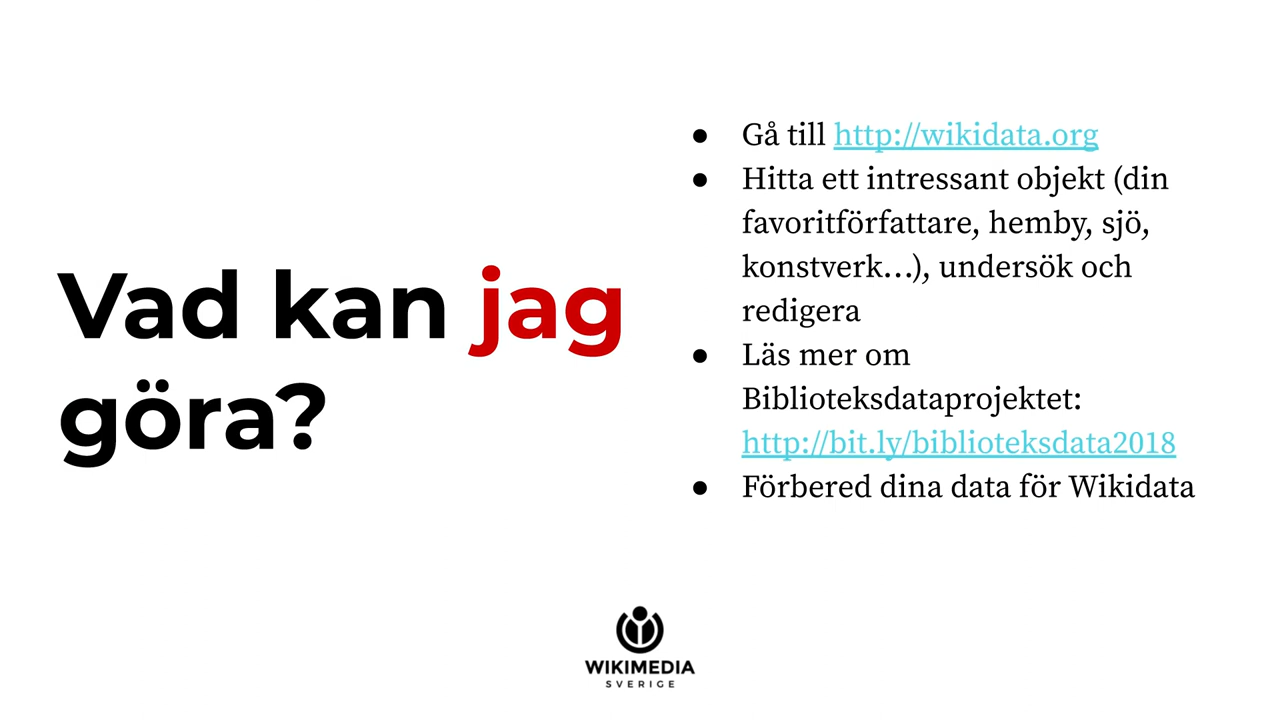 Vad kan jag
göra?
● Gå till http://wikidata.org
● Hitta ett intressant objekt (din
favoritförfattare, hemby, sjö,
konstverk…), undersök och
redigera
● Läs mer om
Biblioteksdataprojektet:
http://bit.ly/biblioteksdata2018
● Förbered dina data för Wikidata
WIKIMEDIA
SVERIGE